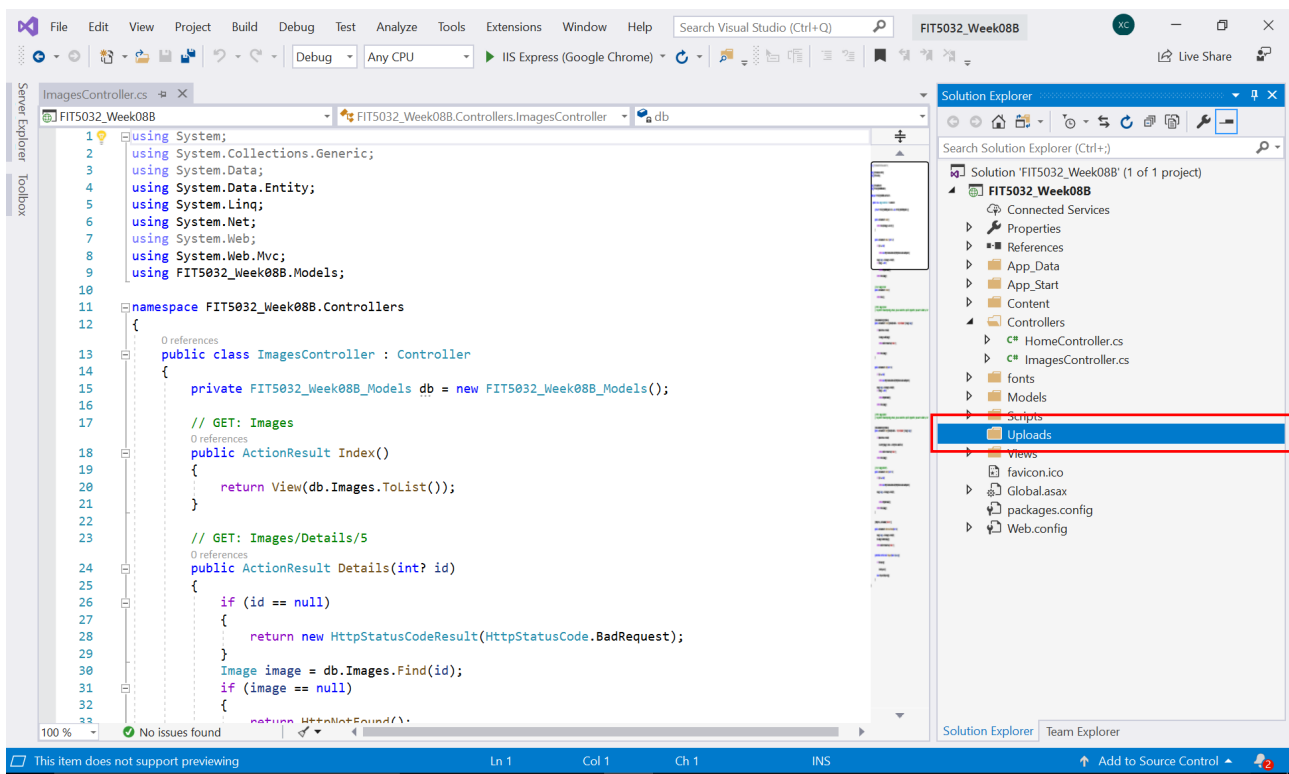 File Edit View Project Build Debug Test Analyze Tools Extensions Window Help Search Visual Studio (Ctrl+Q) FIT5032_Week08B XC
Debug Any CPU IIS Express (Google Chrome) Live Share
Server Explorer
Toolbox
ImagesController.cs
FIT5032_Week08B FIT5032_Week08B.Controllers.ImagesController db
1 using System;
2 using System.Collections.Generic;
3 using System.Data;
4 using System.Data.Entity;
5 using System.Linq;
6 using System.Net;
7 using System.Web;
8 using System.Web.Mvc;
9 using FIT5032_Week08B.Models;
10
11 namespace FIT5032_Week08B.Controllers
12 {
0 references
13 public class ImagesController : Controller
14 {
15 private FIT5032_Week08B_Models db = new FIT5032_Week08B_Models();
16
17 // GET: Images
0 references
18 public ActionResult Index()
19 {
20 return View(db.Images.ToList());
21 }
22
23 // GET: Images/Details/5
0 references
24 public ActionResult Details(int? id)
25 {
26 if (id == null)
27 {
28 return new HttpStatusCodeResult(HttpStatusCode.BadRequest);
29 }
30 Image image = db.Images.Find(id);
31 if (image == null)
32 {
33 return HttpNotFound();
100 % No issues found
Solution Explorer
Search Solution Explorer (Ctrl+;)
Solution 'FIT5032_Week08B' (1 of 1 project)
FIT5032_Week08B
Connected Services
Properties
References
App_Data
App_Start
Content
Controllers
C# HomeController.cs
C# ImagesController.cs
fonts
Models
Scripts
Uploads
Views
favicon.ico
Global.asax
packages.config
Web.config
Solution Explorer Team Explorer
This item does not support previewing Ln 1 Col 1 Ch 1 INS Add to Source Control 2